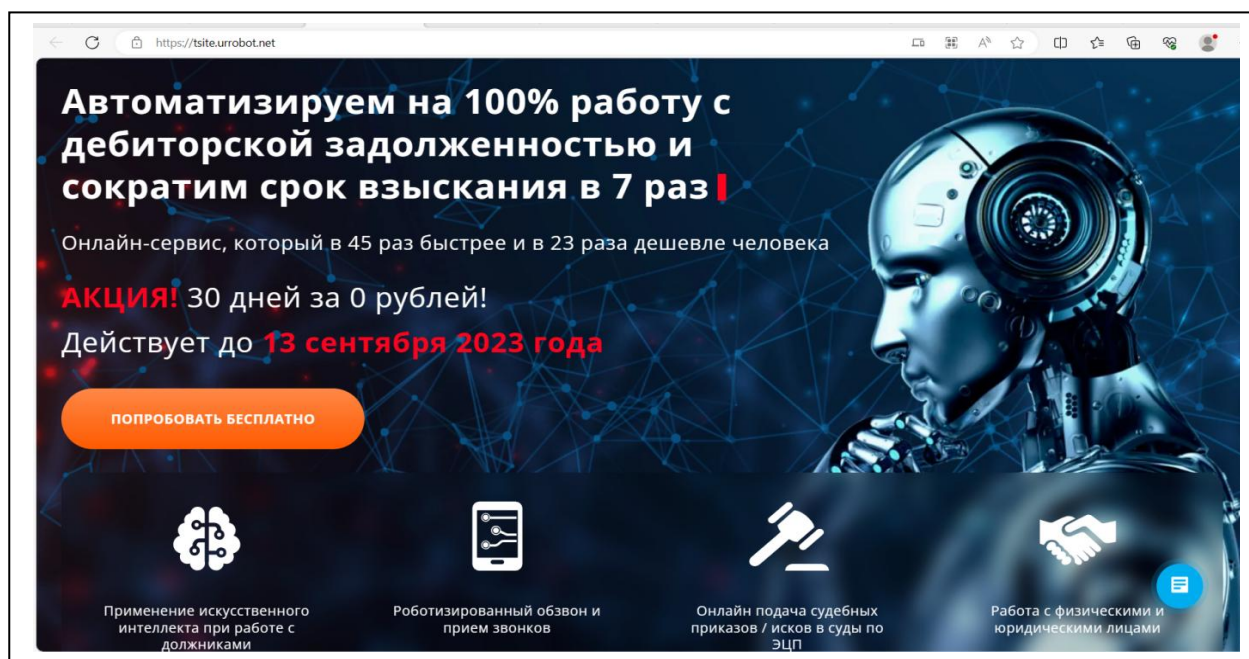 https://tsite.urrobot.net
Автоматизируем на 100% работу с
дебиторской задолженностью и
сократим срок взыскания в 7 раз
Онлайн-сервис, который в 45 раз быстрее и в 23 раза дешевле человека
АКЦИЯ! 30 дней за 0 рублей!
Действует до 13 сентября 2023 года
ПОПРОБОВАТЬ БЕСПЛАТНО
Применение искусственного
интеллекта при работе с
должниками
Роботизированный обзвон и
прием звонков
Онлайн подача судебных
приказов / исков в суды по
ЭЦП
Работа с физическими и
юридическими лицами